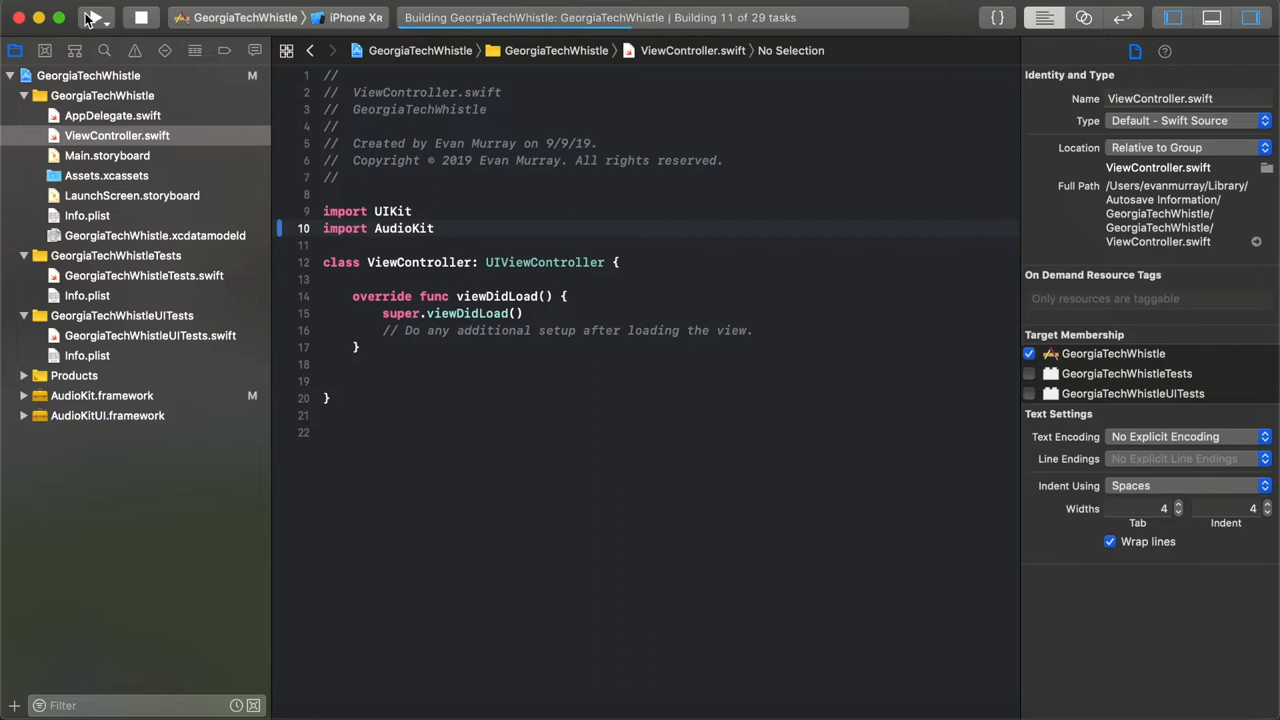 GeorgiaTechWhistle 〉 iPhone XR
Building GeorgiaTechWhistle: GeorgiaTechWhistle | Building 11 of 29 tasks
GeorgiaTechWhistle 〉 GeorgiaTechWhistle 〉 ViewController.swift 〉 No Selection
GeorgiaTechWhistle M
GeorgiaTechWhistle
AppDelegate.swift
ViewController.swift
Main.storyboard
Assets.xcassets
LaunchScreen.storyboard
Info.plist
GeorgiaTechWhistle.xcdatamodeld
GeorgiaTechWhistleTests
GeorgiaTechWhistleTests.swift
Info.plist
GeorgiaTechWhistleUITests
GeorgiaTechWhistleUITests.swift
Info.plist
Products
AudioKit.framework M
AudioKitUI.framework
Filter
1 //
2 // ViewController.swift
3 // GeorgiaTechWhistle
4 //
5 // Created by Evan Murray on 9/9/19.
6 // Copyright © 2019 Evan Murray. All rights reserved.
7 //
8
9 import UIKit
10 import AudioKit
11
12 class ViewController: UIViewController {
13
14 override func viewDidLoad() {
15 super.viewDidLoad()
16 // Do any additional setup after loading the view.
17 }
18
19
20 }
21
22
Identity and Type
Name ViewController.swift
Type Default - Swift Source
Location Relative to Group
ViewController.swift
Full Path /Users/evanmurray/Library/
Autosave Information/
GeorgiaTechWhistle/
GeorgiaTechWhistle/
ViewController.swift
On Demand Resource Tags
Only resources are taggable
Target Membership
GeorgiaTechWhistle
GeorgiaTechWhistleTests
GeorgiaTechWhistleUITests
Text Settings
Text Encoding No Explicit Encoding
Line Endings No Explicit Line Endings
Indent Using Spaces
Widths 4 4
Tab Indent
Wrap lines